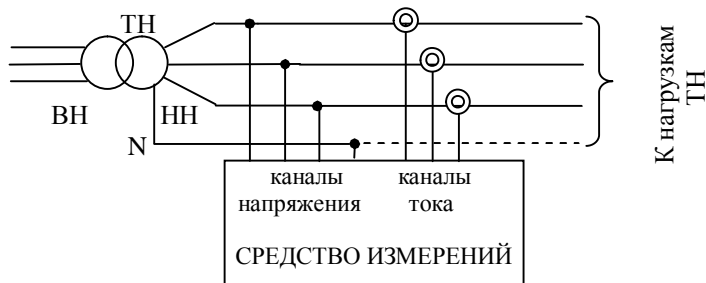 ТН
ВН
НН
N
каналы
напряжения
каналы
тока
СРЕДСТВО ИЗМЕРЕНИЙ
К нагрузкам
ТН